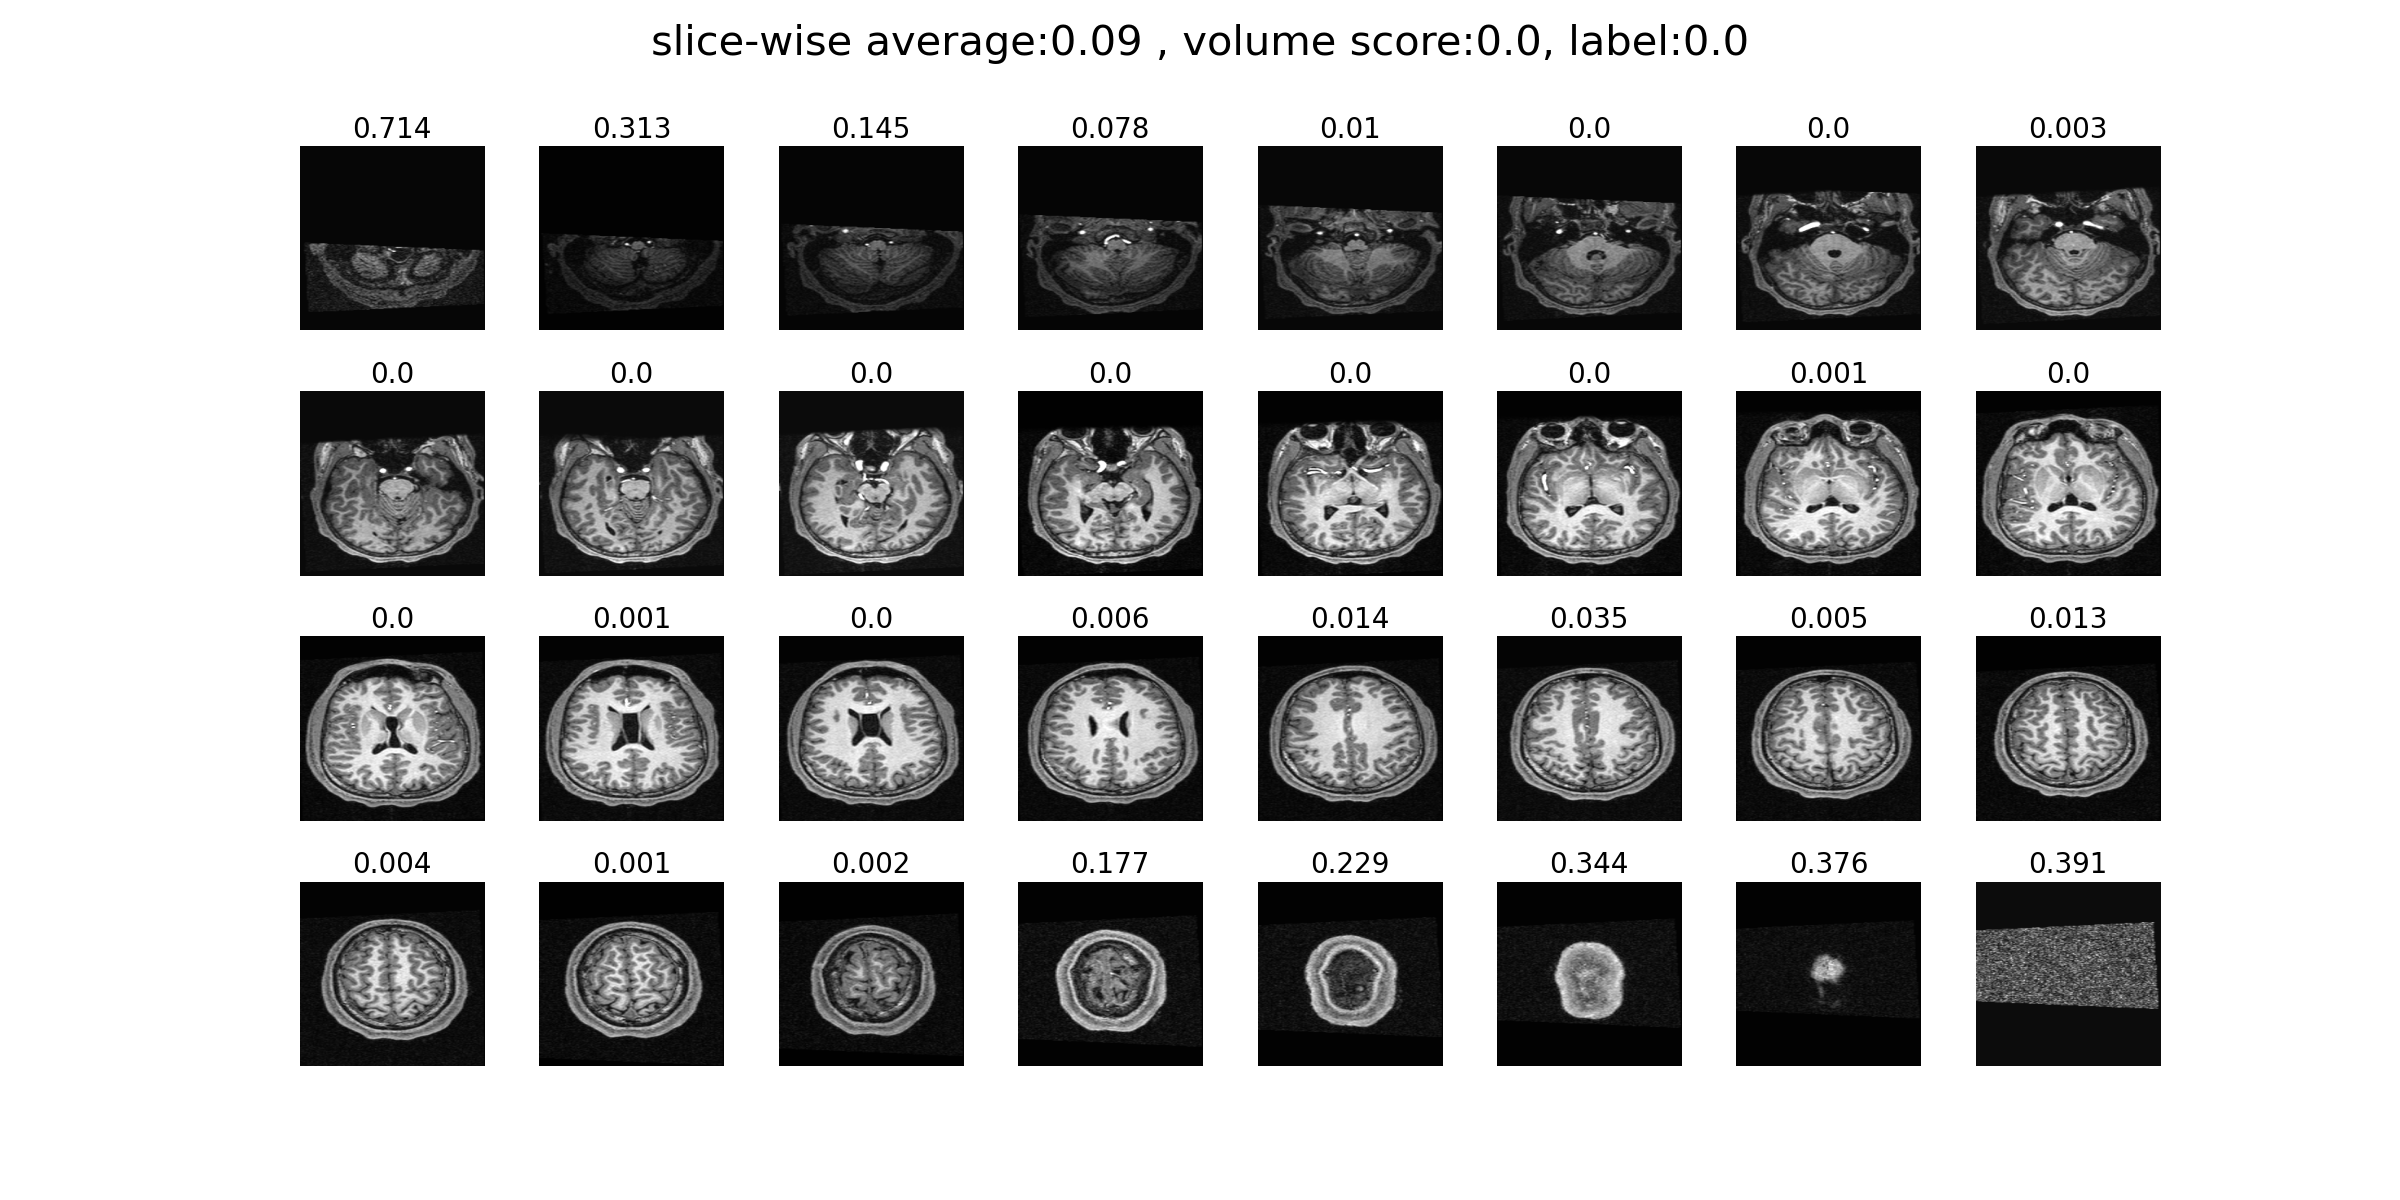 slice-wise average:0.09 , volume score:0.0, label:0.0
0.714 0.313 0.145 0.078 0.01 0.0 0.0 0.003
0.0 0.0 0.0 0.0 0.0 0.0 0.001 0.0
0.0 0.001 0.0 0.006 0.014 0.035 0.005 0.013
0.004 0.001 0.002 0.177 0.229 0.344 0.376 0.391